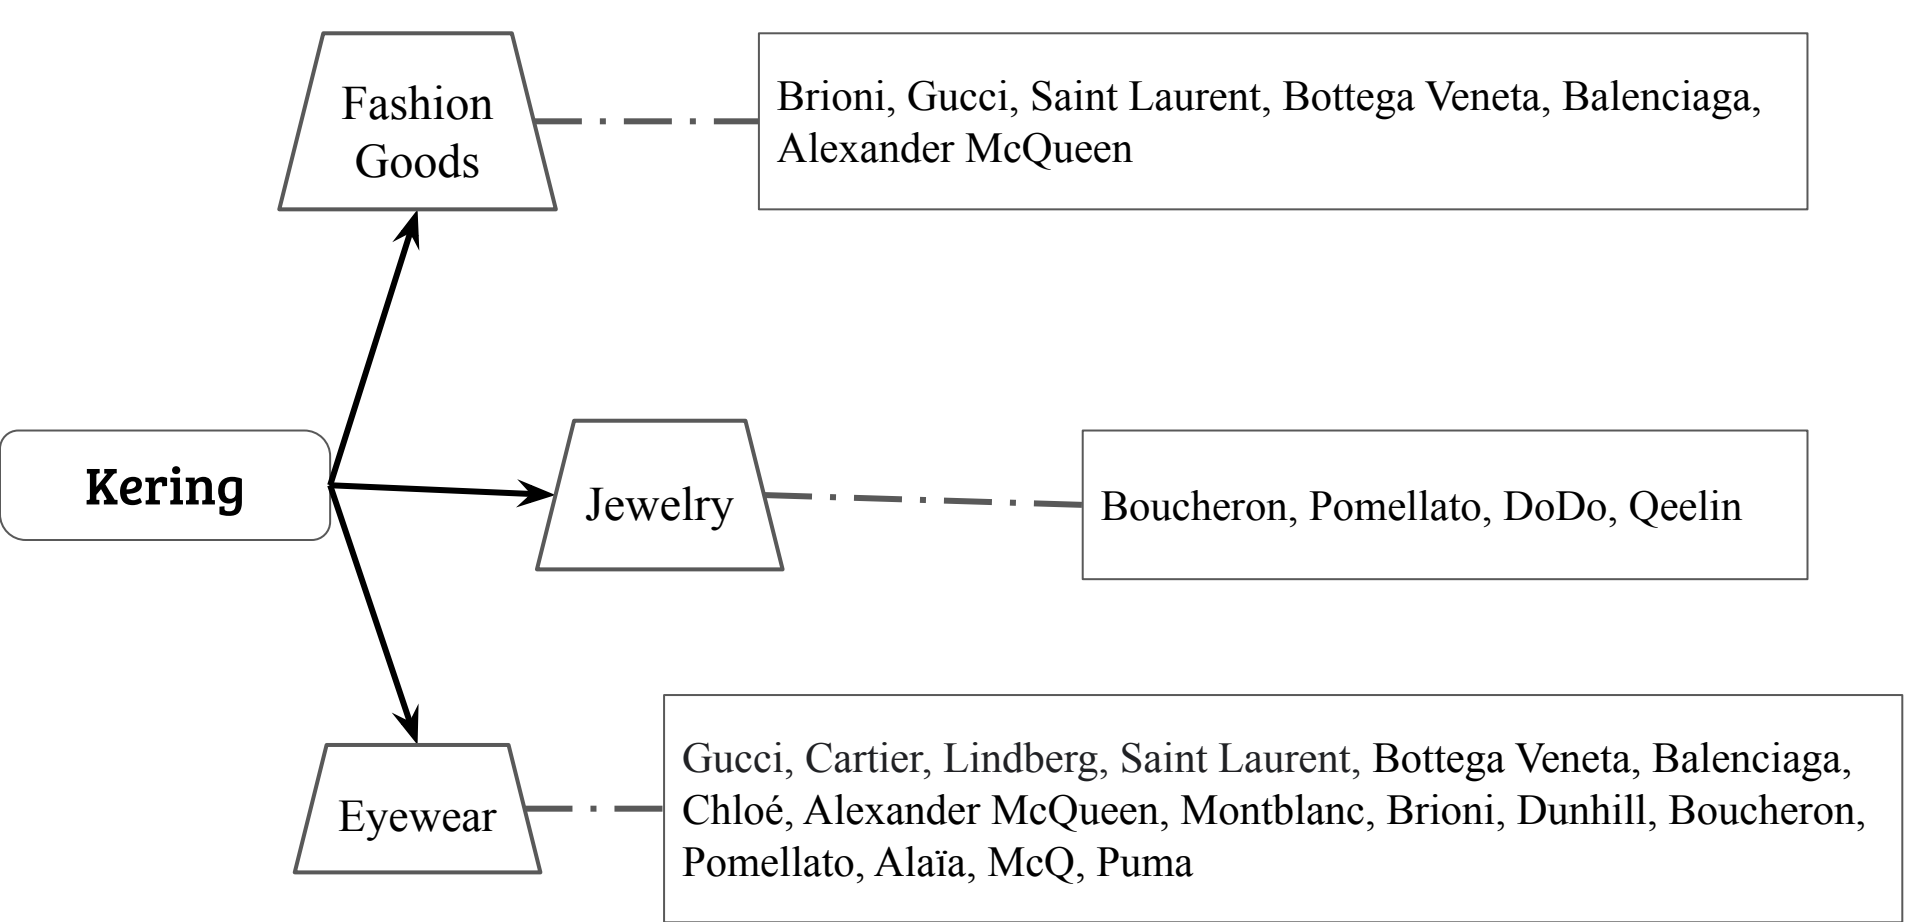 Fashion
Goods
Brioni, Gucci, Saint Laurent, Bottega Veneta, Balenciaga,
Alexander McQueen
Kering
Jewelry
Boucheron, Pomellato, DoDo, Qeelin
Eyewear
Gucci, Cartier, Lindberg, Saint Laurent, Bottega Veneta, Balenciaga,
Chloé, Alexander McQueen, Montblanc, Brioni, Dunhill, Boucheron,
Pomellato, Alaïa, McQ, Puma